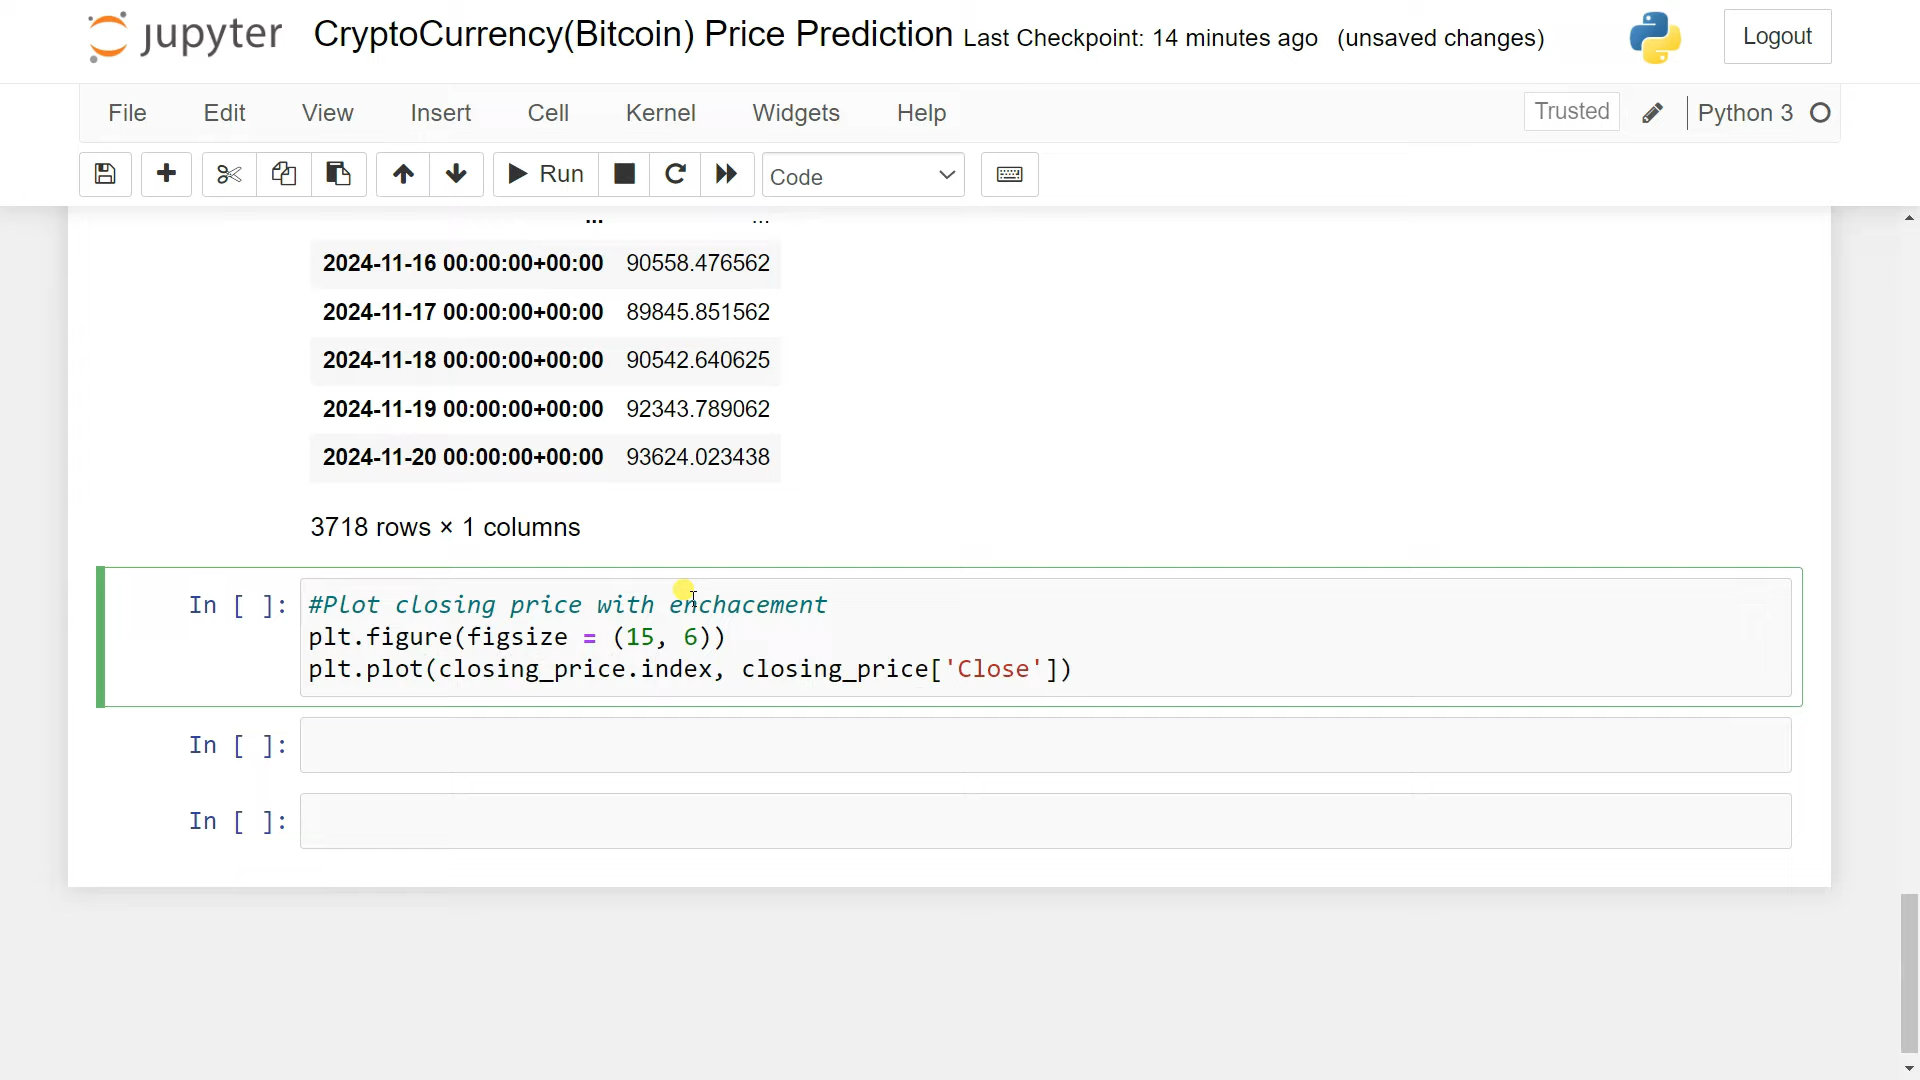 jupyter CryptoCurrency(Bitcoin) Price Prediction Last Checkpoint: 14 minutes ago (unsaved changes) Logout
File Edit View Insert Cell Kernel Widgets Help Trusted Python 3
Run Code
... ...
2024-11-16 00:00:00+00:00 90558.476562
2024-11-17 00:00:00+00:00 89845.851562
2024-11-18 00:00:00+00:00 90542.640625
2024-11-19 00:00:00+00:00 92343.789062
2024-11-20 00:00:00+00:00 93624.023438
3718 rows × 1 columns
In [ ]: #Plot closing price with enchacement
plt.figure(figsize = (15, 6))
plt.plot(closing_price.index, closing_price['Close'])
In [ ]:
In [ ]: